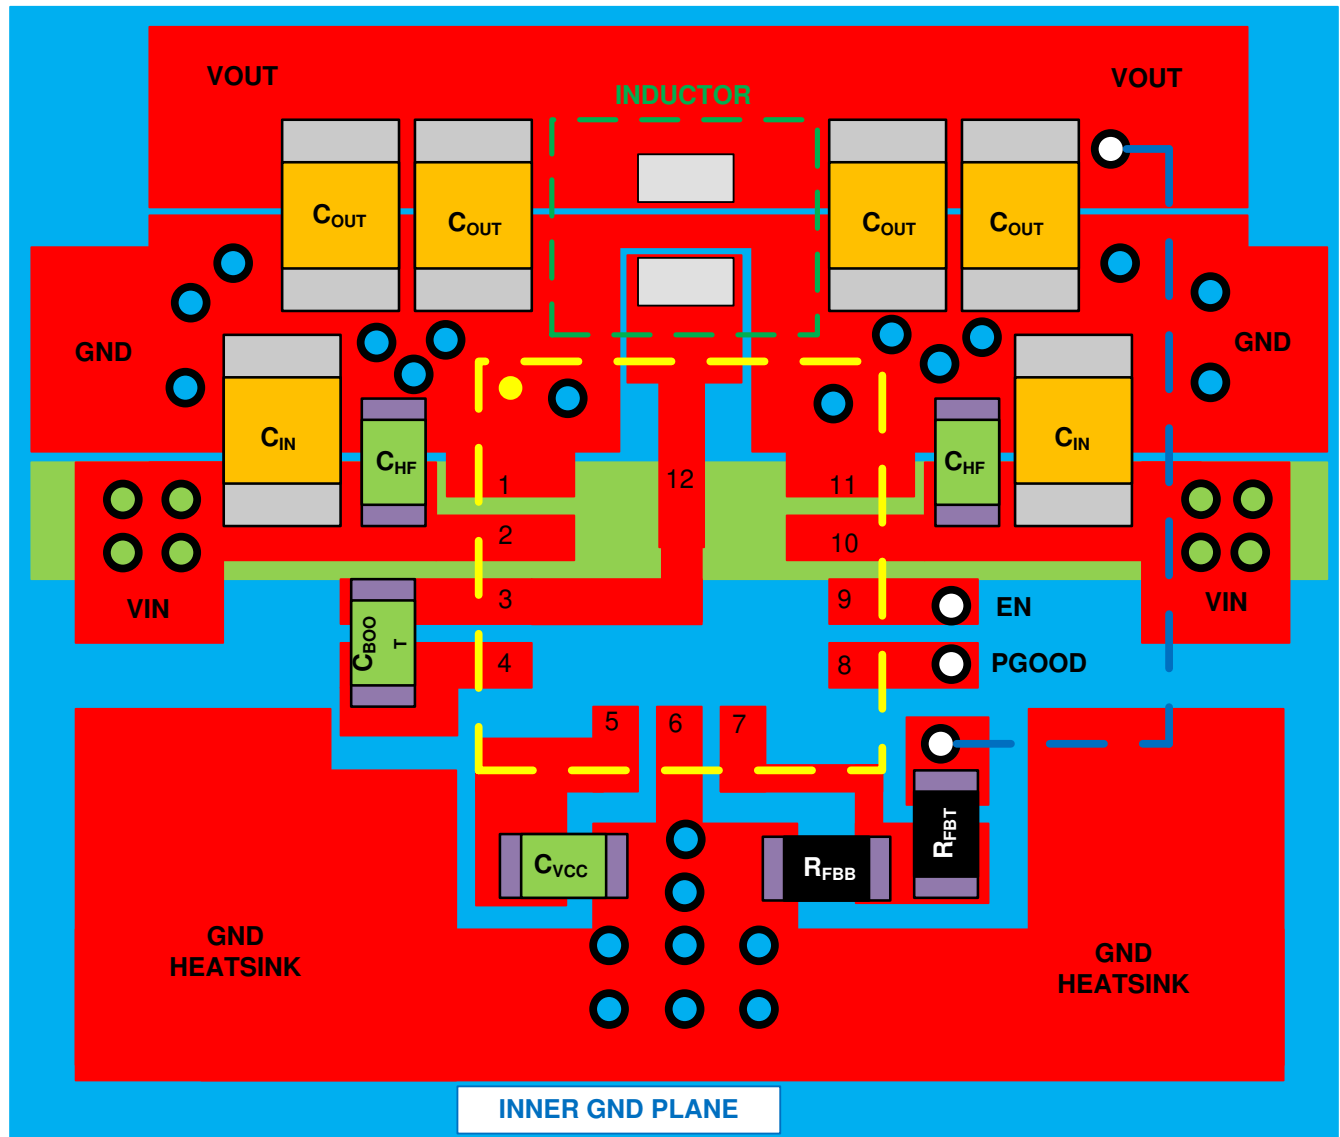 VOUT
VOUT
INDUCTOR
COUT
COUT
COUT
COUT
GND
GND
CIN
CHF
CHF
CIN
1
12
11
2
10
VIN
3
9
EN
VIN
CBOO
T
4
8
PGOOD
5
6
7
CVCC
RFBB
RFBT
GND
HEATSINK
GND
HEATSINK
INNER GND PLANE